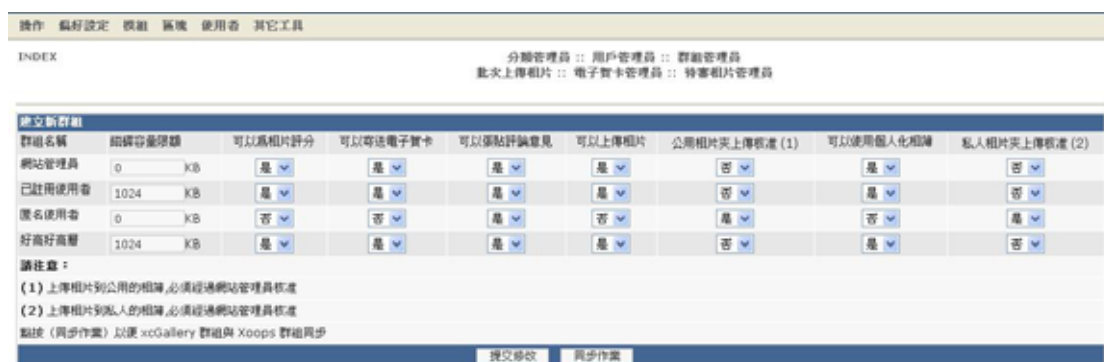 操作 偏好設定 模組 區塊 使用者 其它工具
INDEX
分類管理員 :: 用戶管理員 :: 群組管理員
批次上傳相片 :: 電子賀卡管理員 :: 待審相片管理員
建立新群組
群組名稱 磁碟容量限額 可以為相片評分 可以寄送電子賀卡 可以張貼評論意見 可以上傳相片 公用相片夾上傳核准 (1) 可以使用個人化相簿 私人相片夾上傳核准 (2)
網站管理員 0 KB 是 是 是 是 否 是 否
已註冊使用者 1024 KB 是 是 是 是 否 是 否
匿名使用者 0 KB 否 否 是 否 否 否 是
好高好高層 1024 KB 是 是 是 是 否 是 否
請注意：
(1) 上傳相片到公用的相簿,必須經過網站管理員核准
(2) 上傳相片到私人的相簿,必須經過網站管理員核准
點按（同步作業）以便 xcGallery 群組與 Xoops 群組同步
提交修改 同步作業